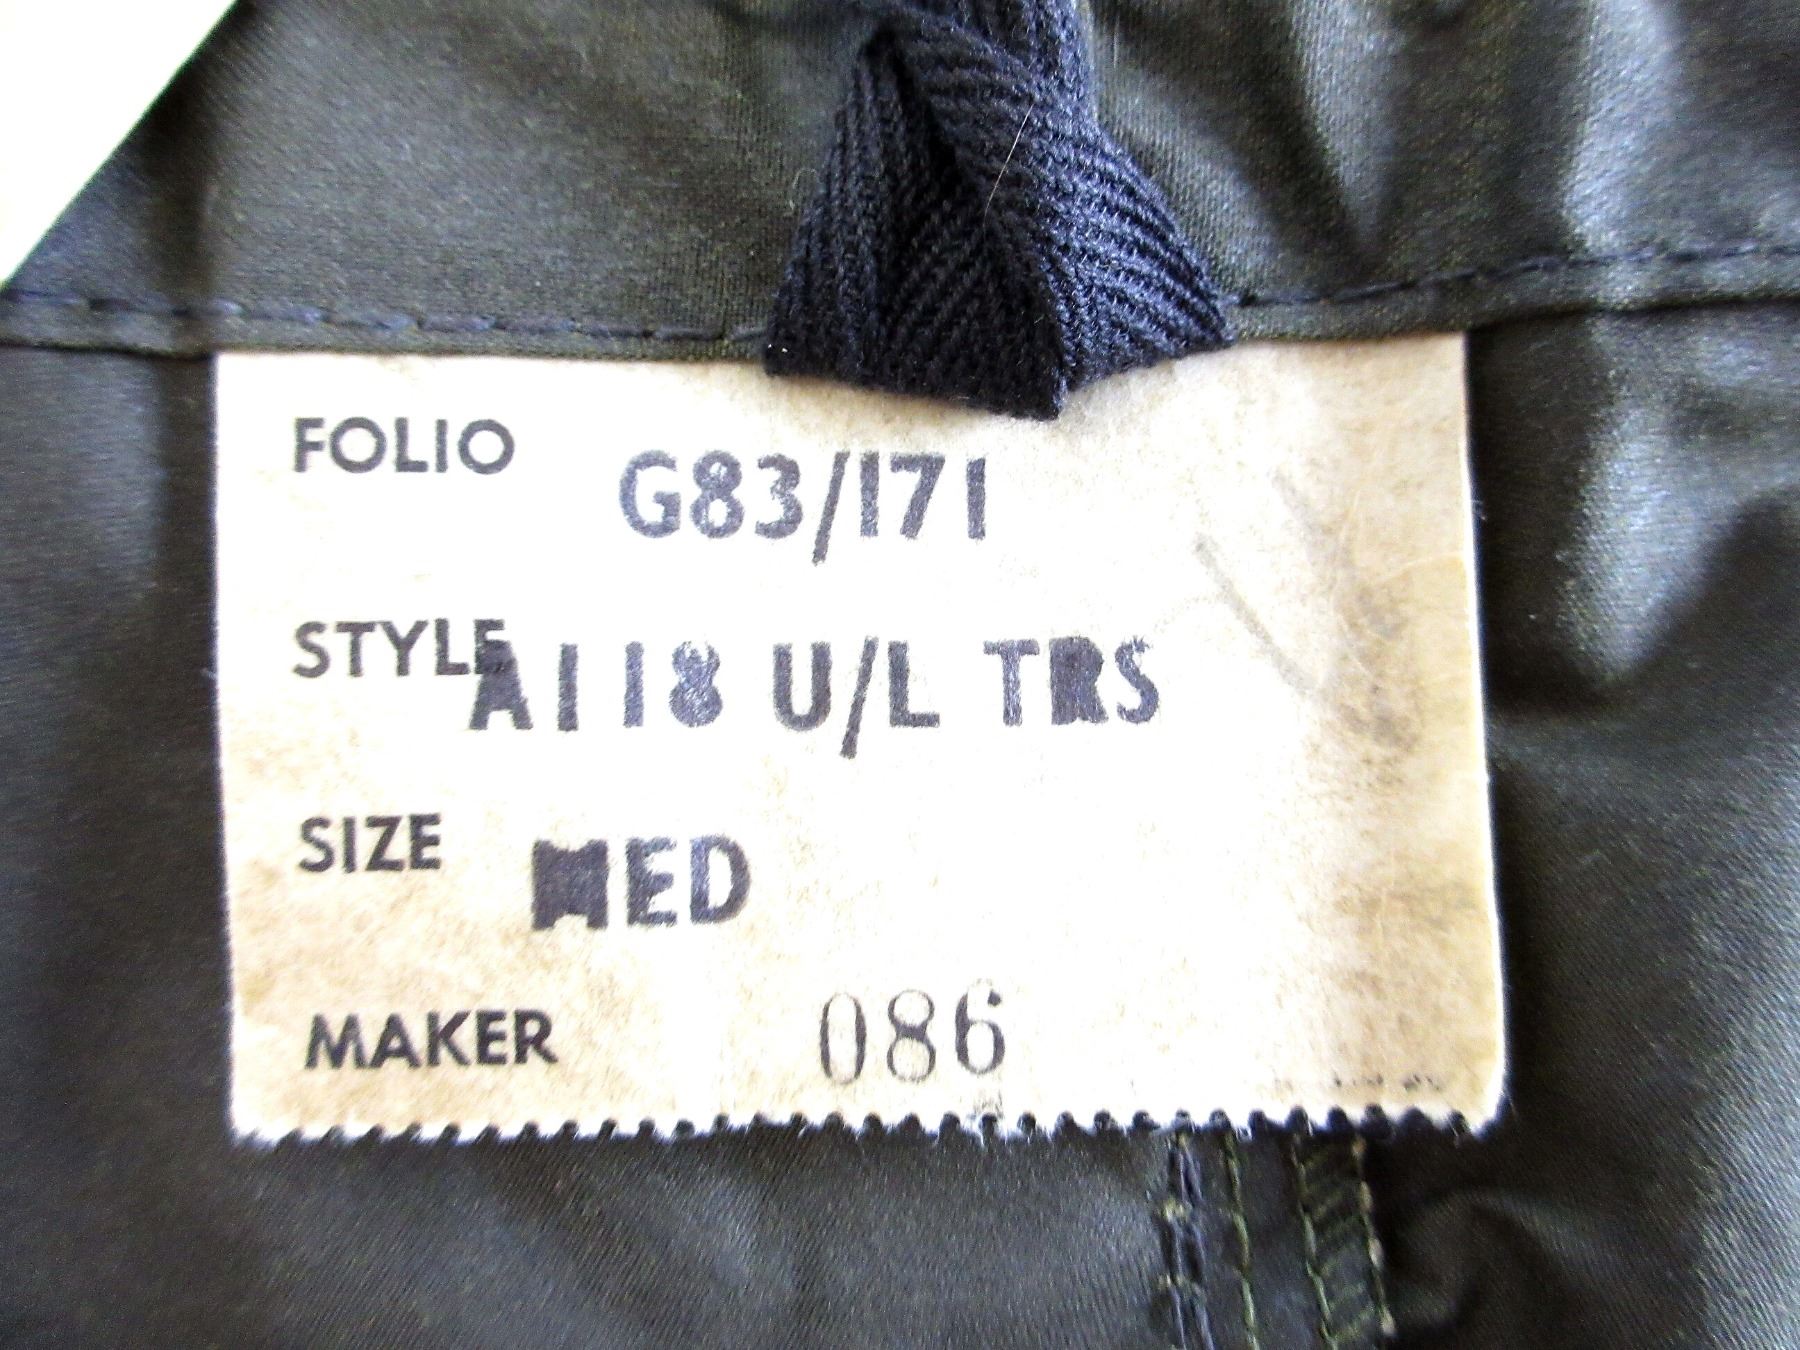 FOLIO G83/171
STYLE A118 U/L TRS
SIZE MED
MAKER 086